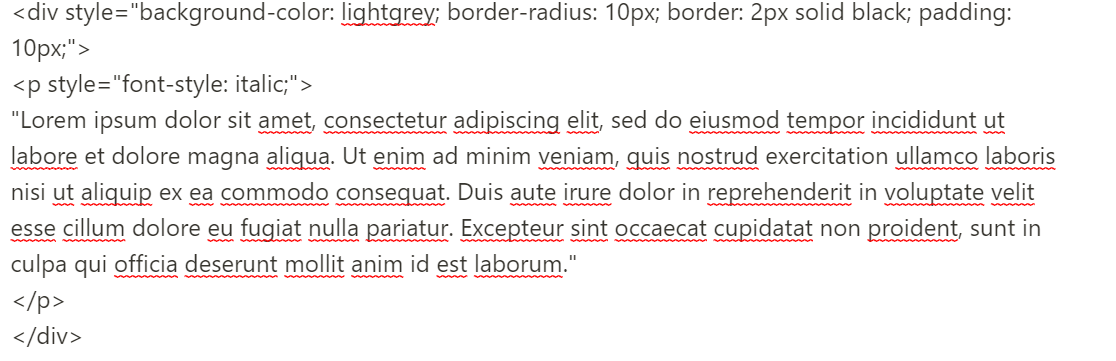 <div style="background-color: lightgrey; border-radius: 10px; border: 2px solid black; padding:
10px;">
<p style="font-style: italic;">
"Lorem ipsum dolor sit amet, consectetur adipiscing elit, sed do eiusmod tempor incididunt ut
labore et dolore magna aliqua. Ut enim ad minim veniam, quis nostrud exercitation ullamco laboris
nisi ut aliquip ex ea commodo consequat. Duis aute irure dolor in reprehenderit in voluptate velit
esse cillum dolore eu fugiat nulla pariatur. Excepteur sint occaecat cupidatat non proident, sunt in
culpa qui officia deserunt mollit anim id est laborum."
</p>
</div>